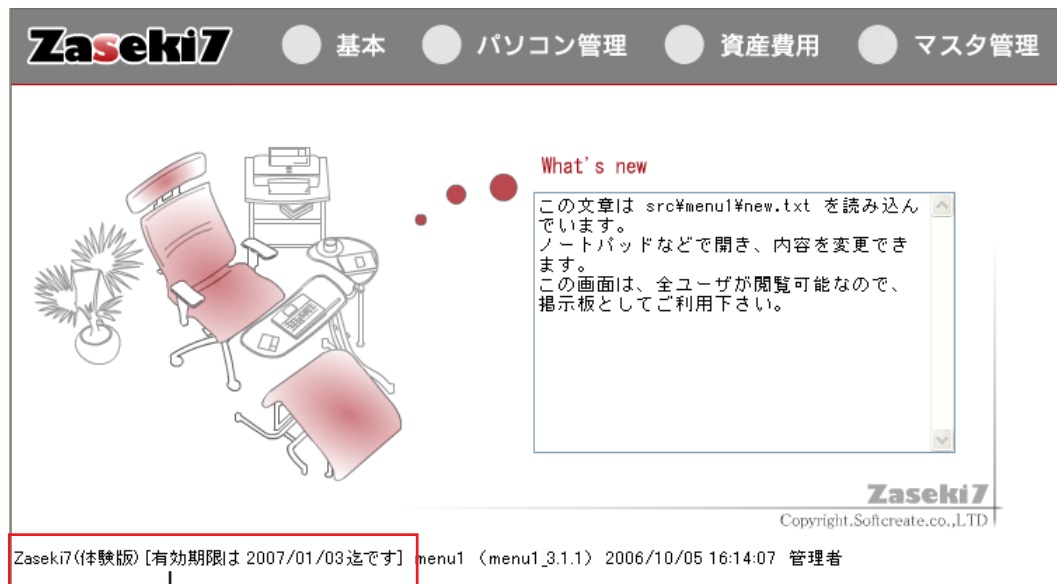 Zaseki7 基本 パソコン管理 資産費用 マスタ管理
What's new
この文章は src¥menu1¥new.txt を読み込ん
でいます。
ノートパッドなどで開き、内容を変更でき
ます。
この画面は、全ユーザが閲覧可能なので、
掲示板としてご利用下さい。
Zaseki7
Copyright.Softcreate.co.,LTD
Zaseki7(体験版) [有効期限は 2007/01/03迄です] menu1 （menu1_3.1.1） 2006/10/05 16:14:07 管理者